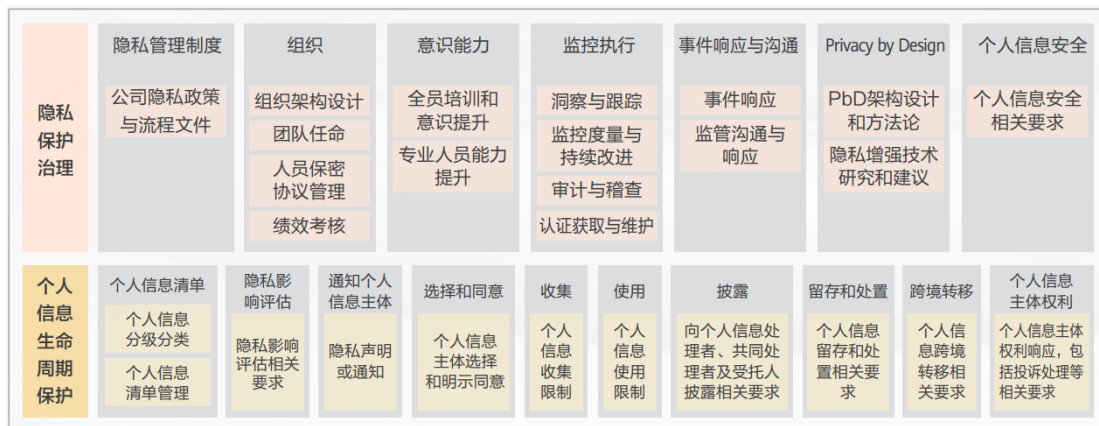 隐私
保护
治理
隐私管理制度
公司隐私政策
与流程文件
组织
组织架构设计
团队任命
人员保密
协议管理
绩效考核
意识能力
全员培训和
意识提升
专业人员能力
提升
监控执行
洞察与跟踪
监控度量与
持续改进
审计与稽查
认证获取与维护
事件响应与沟通
事件响应
监管沟通与
响应
Privacy by Design
PbD架构设计
和方法论
隐私增强技术
研究和建议
个人信息安全
个人信息安全
相关要求
个人
信息
生命
周期
保护
个人信息清单
个人信息
分级分类
个人信息
清单管理
隐私影
响评估
隐私影响
评估相关
要求
通知个人
信息主体
隐私声明
或通知
选择和同意
个人信息
主体选择
和明示同意
收集
个人
信息
收集
限制
使用
个人
信息
使用
限制
披露
向个人信息处
理者、共同处
理者及受托人
披露相关要求
留存和处置
个人信息
留存和处
置相关要
求
跨境转移
个人信
息跨境
转移相
关要求
个人信息
主体权利
个人信息主体
权利响应，包
括投诉处理等
相关要求